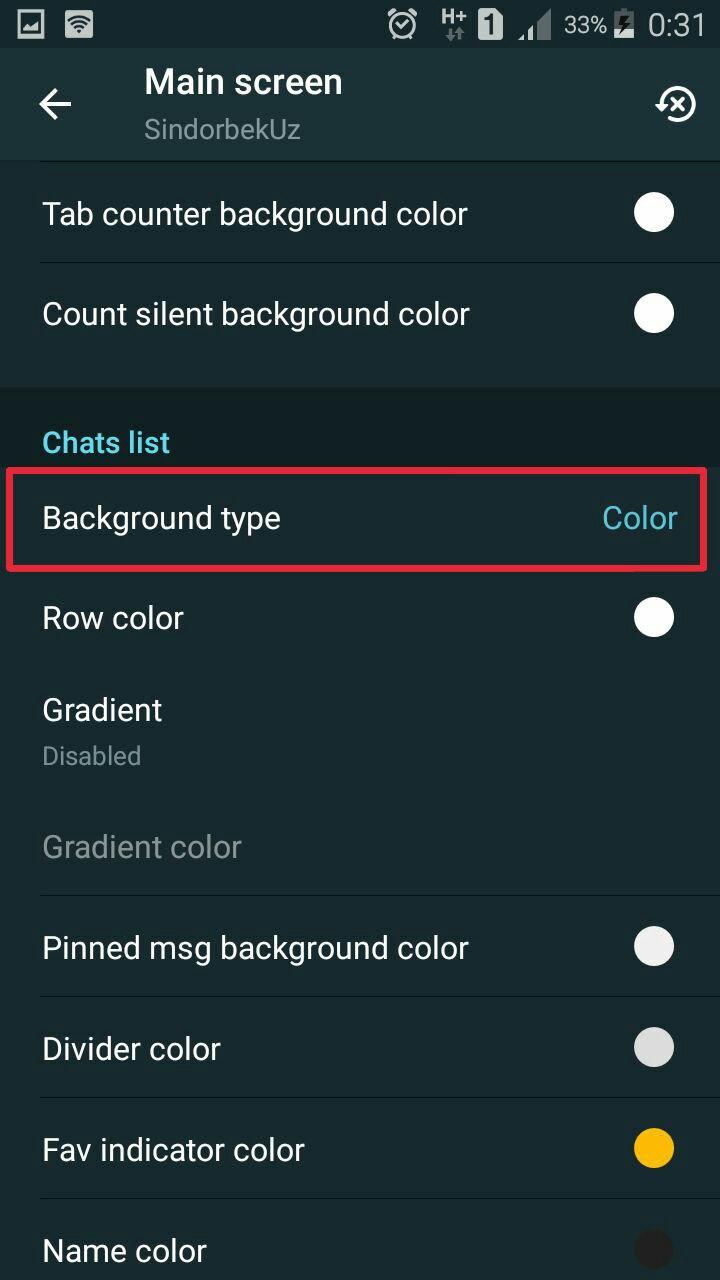 H+ 1 33% 0:31
Main screen
SindorbekUz
Tab counter background color
Count silent background color
Chats list
Background type Color
Row color
Gradient
Disabled
Gradient color
Pinned msg background color
Divider color
Fav indicator color
Name color